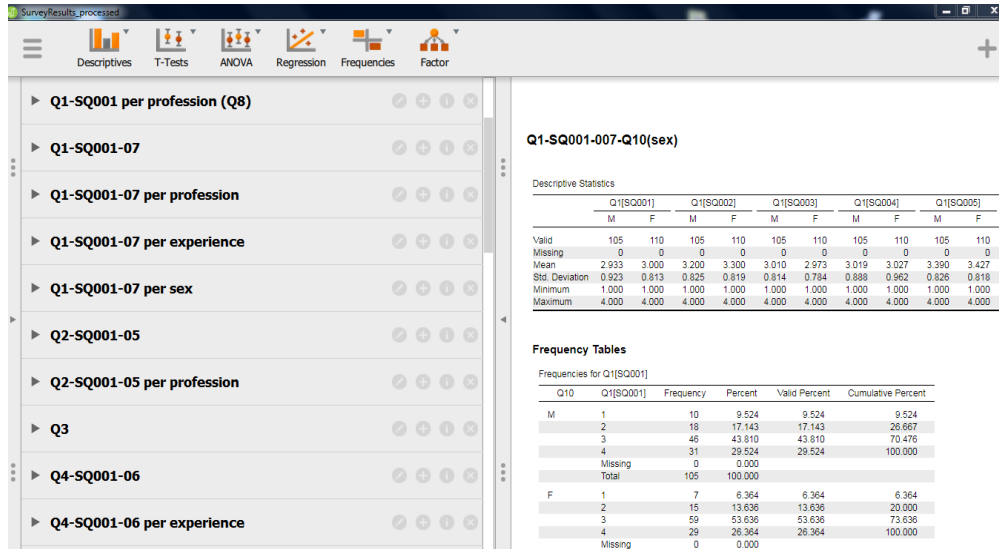 SurveyResults_processed
Descriptives T-Tests ANOVA Regression Frequencies Factor
Q1-SQ001 per profession (Q8)
Q1-SQ001-07
Q1-SQ001-07 per profession
Q1-SQ001-07 per experience
Q1-SQ001-07 per sex
Q2-SQ001-05
Q2-SQ001-05 per profession
Q3
Q4-SQ001-06
Q4-SQ001-06 per experience
Q1-SQ001-007-Q10(sex)
Descriptive Statistics
Q1[SQ001] Q1[SQ002] Q1[SQ003] Q1[SQ004] Q1[SQ005]
M F M F M F M F M F
Valid 105 110 105 110 105 110 105 110 105 110
Missing 0 0 0 0 0 0 0 0 0 0
Mean 2.933 3.000 3.200 3.300 3.010 2.973 3.019 3.027 3.390 3.427
Std. Deviation 0.923 0.813 0.825 0.819 0.814 0.784 0.888 0.962 0.826 0.818
Minimum 1.000 1.000 1.000 1.000 1.000 1.000 1.000 1.000 1.000 1.000
Maximum 4.000 4.000 4.000 4.000 4.000 4.000 4.000 4.000 4.000 4.000
Frequency Tables
Frequencies for Q1[SQ001]
Q10 Q1[SQ001] Frequency Percent Valid Percent Cumulative Percent
M 1 10 9.524 9.524 9.524
2 18 17.143 17.143 26.667
3 46 43.810 43.810 70.476
4 31 29.524 29.524 100.000
Missing 0 0.000
Total 105 100.000
F 1 7 6.364 6.364 6.364
2 15 13.636 13.636 20.000
3 59 53.636 53.636 73.636
4 29 26.364 26.364 100.000
Missing 0 0.000